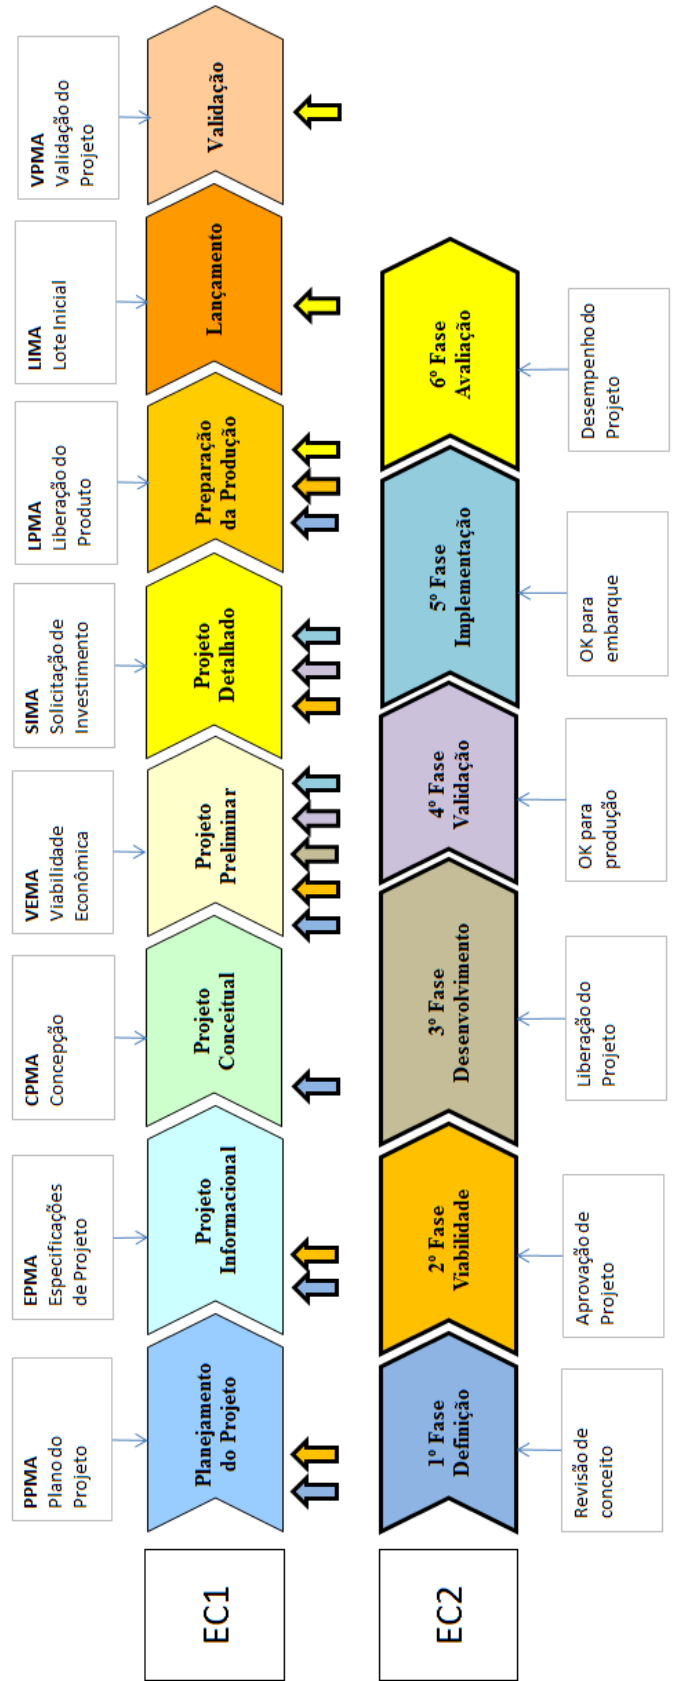 PPMA
Plano do
Projeto
EPMA
Especificações
de Projeto
CPMA
Concepção
VEMA
Viabilidade
Econômica
SIMA
Solicitação de
Investimento
LPMA
Liberação do
Produto
LIMA
Lote Inicial
VPMA
Validação do
Projeto
EC1
Planejamento
do Projeto
Projeto
Informacional
Projeto
Conceitual
Projeto
Preliminar
Projeto
Detalhado
Preparação
da Produção
Lançamento
Validação
EC2
1º Fase
Definição
2º Fase
Viabilidade
3º Fase
Desenvolvimento
4º Fase
Validação
5º Fase
Implementação
6º Fase
Avaliação
Revisão de
conceito
Aprovação de
Projeto
Liberação do
Projeto
OK para
produção
OK para
embarque
Desempenho do
Projeto